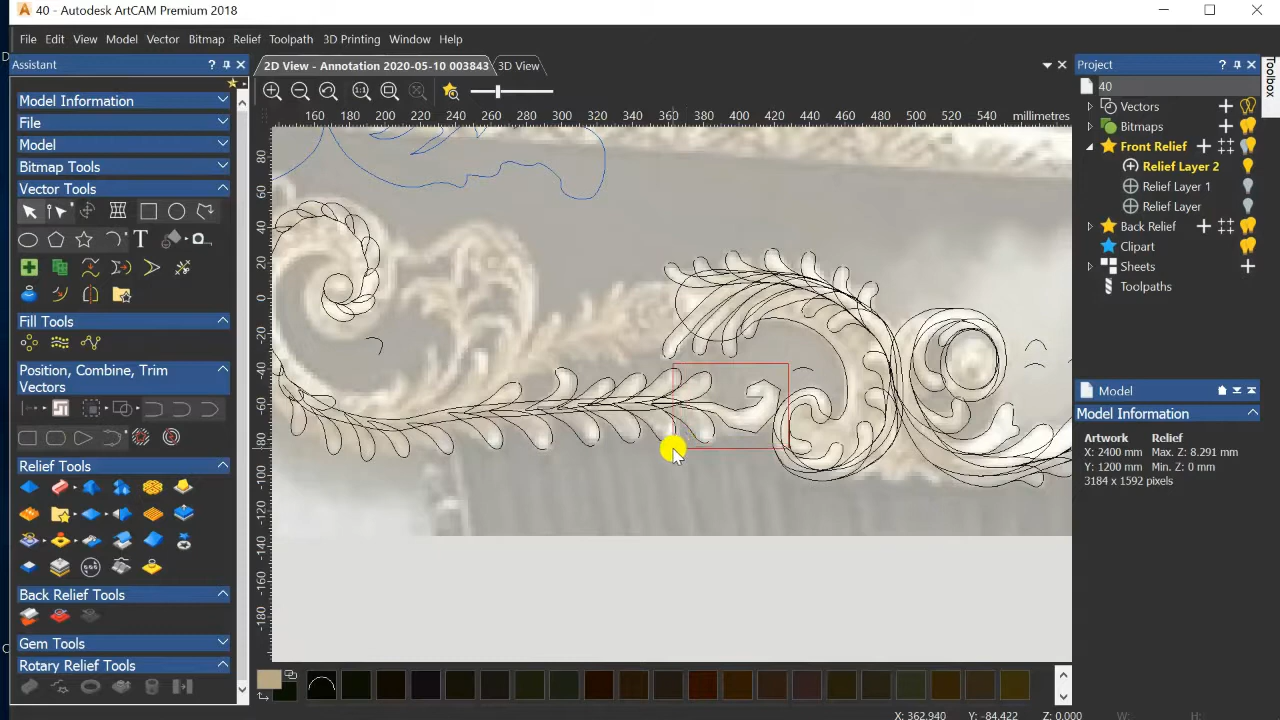 40 - Autodesk ArtCAM Premium 2018
File Edit View Model Vector Bitmap Relief Toolpath 3D Printing Window Help
Assistant
Model Information
File
Model
Bitmap Tools
Vector Tools
Fill Tools
Position, Combine, Trim
Vectors
Relief Tools
Back Relief Tools
Gem Tools
Rotary Relief Tools
2D View - Annotation 2020-05-10 003843 3D View
1:1
160 180 200 220 240 260 280 300 320 340 360 380 400 420 440 460 480 500 520 540 millimetres
80
60
40
20
0
-20
-40
-60
-80
-100
-120
-140
-160
-180
Project
40
Vectors
Bitmaps
Front Relief
Relief Layer 2
Relief Layer 1
Relief Layer
Back Relief
Clipart
Sheets
Toolpaths
Toolbox
Model
Model Information
Artwork Relief
X: 2400 mm Max. Z: 8.291 mm
Y: 1200 mm Min. Z: 0 mm
3184 x 1592 pixels
X: 362.940 Y: -84.422 Z: 0.000 W: H: